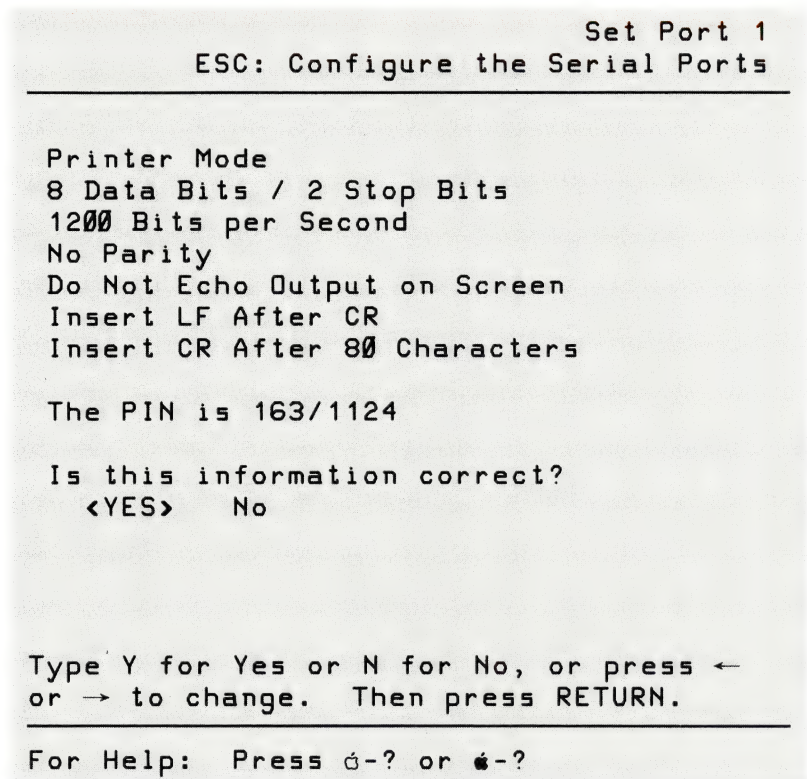 Set Port 1
ESC: Configure the Serial Ports
Printer Mode
8 Data Bits / 2 Stop Bits
1200 Bits per Second
No Parity
Do Not Echo Output on Screen
Insert LF After CR
Insert CR After 80 Characters
The PIN is 163/1124
Is this information correct?
<YES> No
Type Y for Yes or N for No, or press ←
or → to change. Then press RETURN.
For Help: Press -? or -?